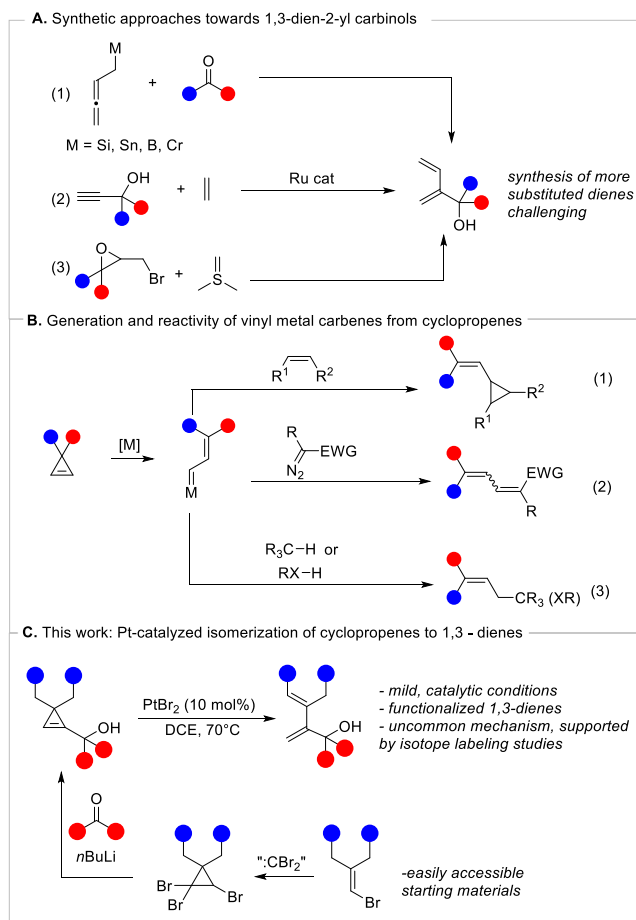 A. Synthetic approaches towards 1,3-dien-2-yl carbinols
M
O
(1)
+
M = Si, Sn, B, Cr
OH
(2)
+
Ru cat
OH
synthesis of more
substituted dienes
challenging
O
(3)
Br
+
S
B. Generation and reactivity of vinyl metal carbenes from cyclopropenes
R1 R2
R2
R1
(1)
[M]
M
R
EWG
N2
EWG
R
(2)
R3C–H or
RX–H
CR3 (XR)
(3)
C. This work: Pt-catalyzed isomerization of cyclopropenes to 1,3 - dienes
OH
PtBr2 (10 mol%)
DCE, 70°C
OH
- mild, catalytic conditions
- functionalized 1,3-dienes
- uncommon mechanism, supported
by isotope labeling studies
O
nBuLi
Br
Br
Br
":CBr2"
Br
-easily accessible
starting materials